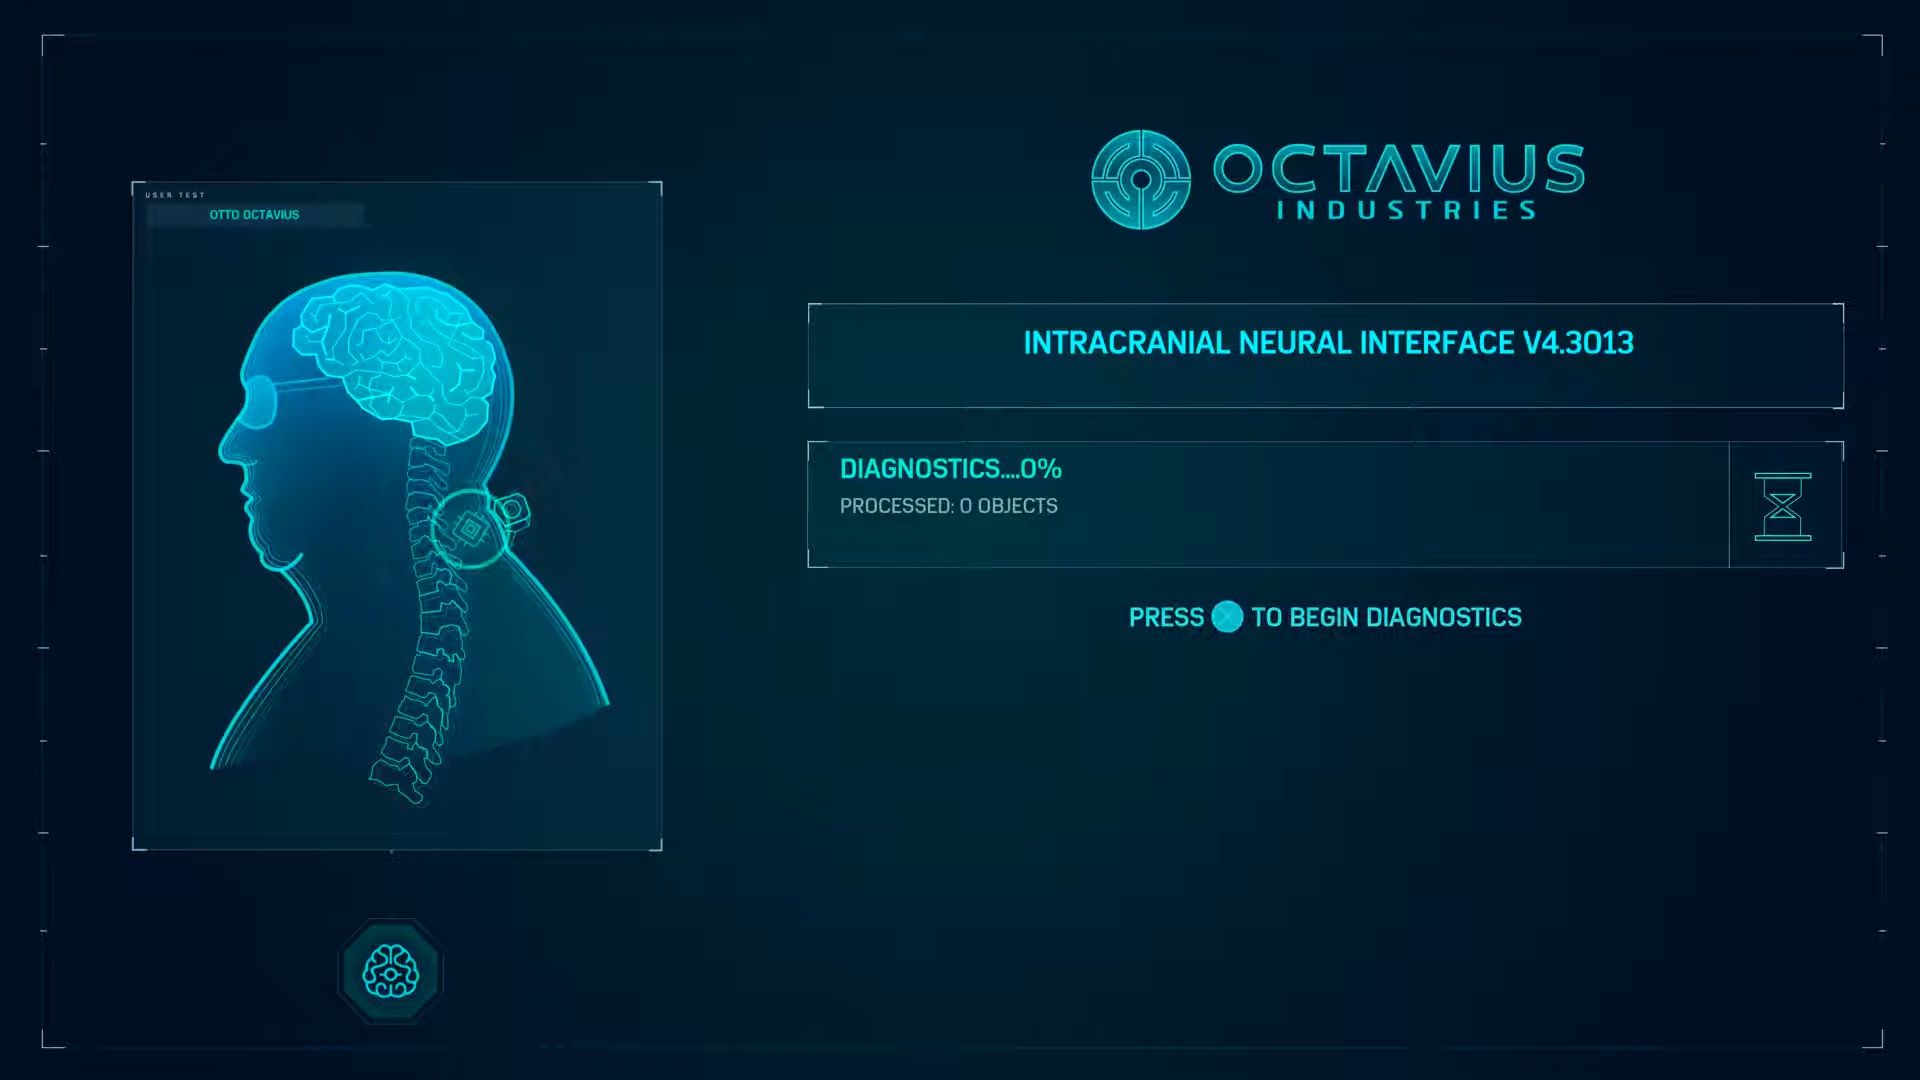 USER TEST
OTTO OCTAVIUS
OCTAVIUS
INDUSTRIES
INTRACRANIAL NEURAL INTERFACE V4.3013
DIAGNOSTICS....0%
PROCESSED: 0 OBJECTS
PRESS TO BEGIN DIAGNOSTICS